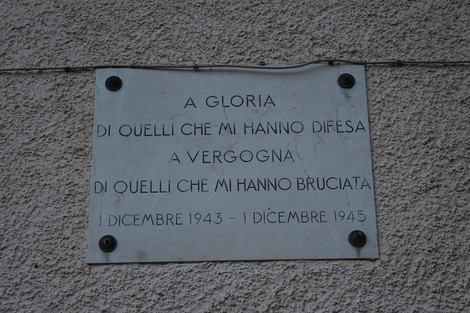 A GLORIA
DI QUELLI CHE MI HANNO DIFESA
A VERGOGNA
DI QUELLI CHE MI HANNO BRUCIATA
1 DICEMBRE 1943 - 1 DICEMBRE 1945